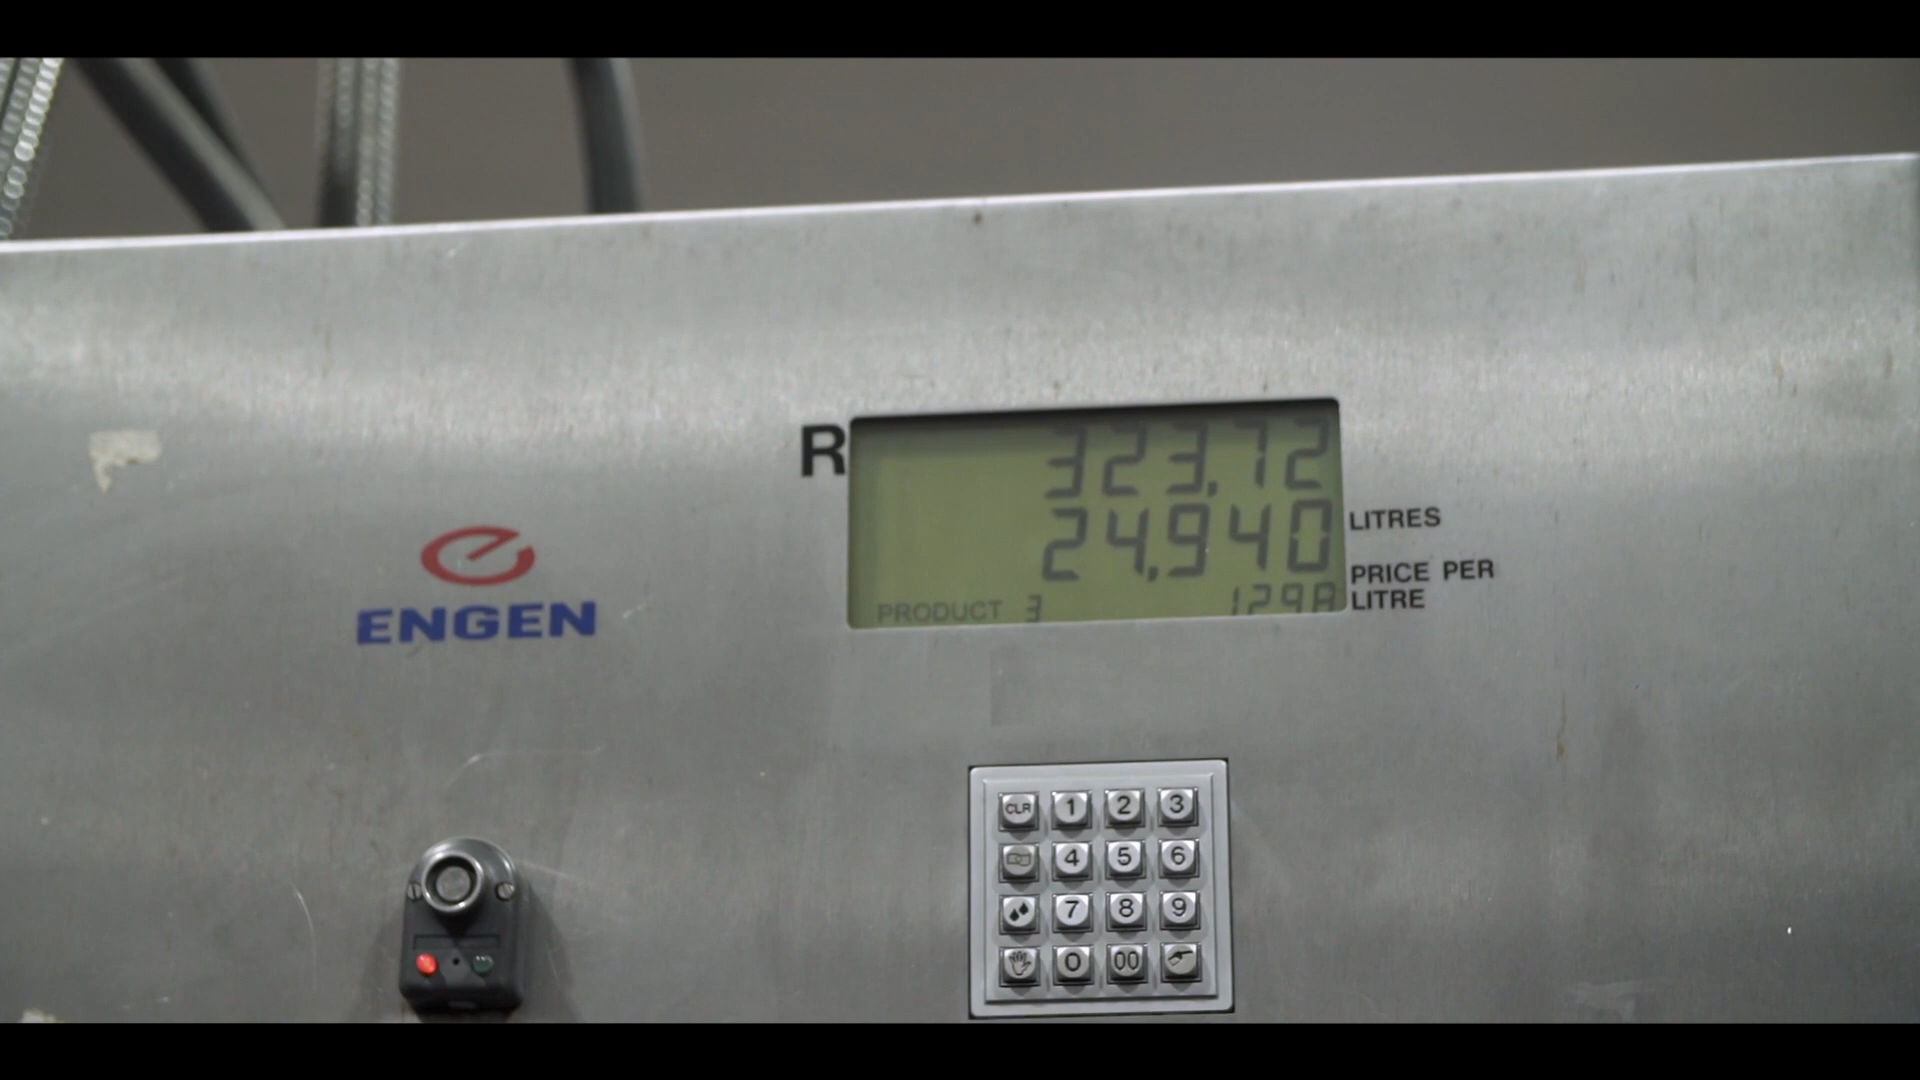 R 323,72
24,940 LITRES
PRICE PER
PRODUCT 3 1298 LITRE
ENGEN
CLR 1 2 3
4 5 6
7 8 9
0 00